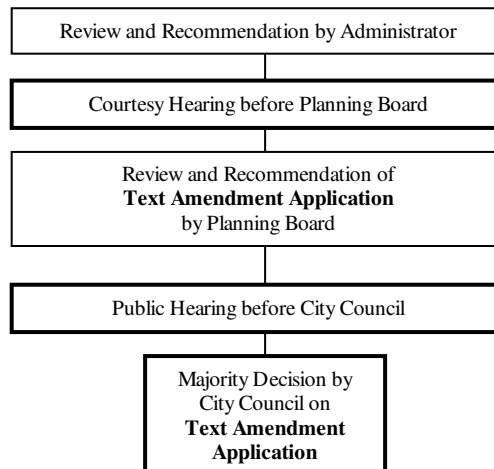 Review and Recommendation by Administrator
Courtesy Hearing before Planning Board
Review and Recommendation of
Text Amendment Application
by Planning Board
Public Hearing before City Council
Majority Decision by
City Council on
Text Amendment
Application